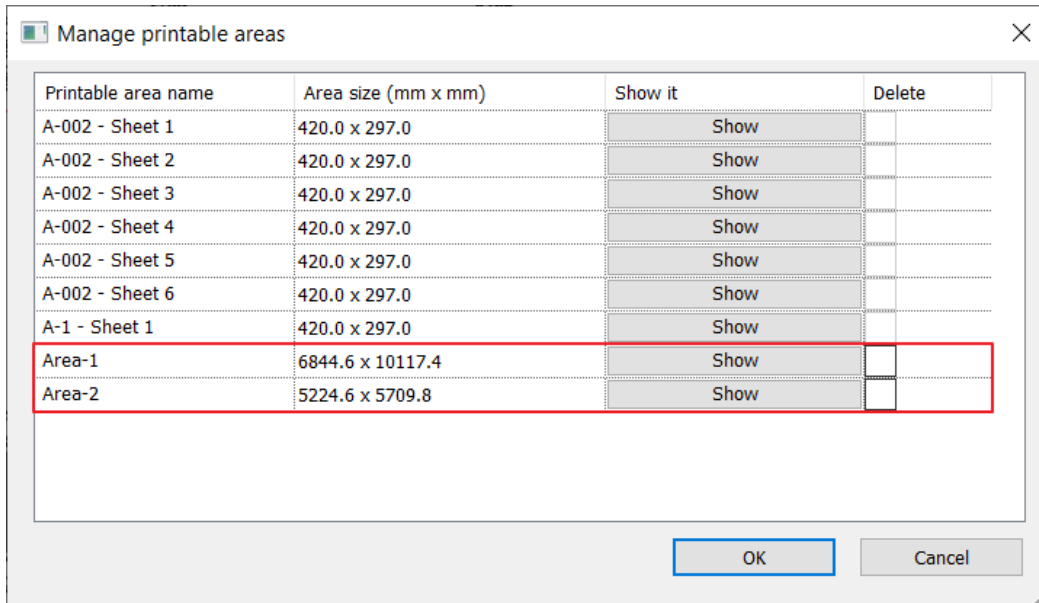 Manage printable areas
Printable area name Area size (mm x mm) Show it Delete
A-002 - Sheet 1 420.0 x 297.0 Show
A-002 - Sheet 2 420.0 x 297.0 Show
A-002 - Sheet 3 420.0 x 297.0 Show
A-002 - Sheet 4 420.0 x 297.0 Show
A-002 - Sheet 5 420.0 x 297.0 Show
A-002 - Sheet 6 420.0 x 297.0 Show
A-1 - Sheet 1 420.0 x 297.0 Show
Area-1 6844.6 x 10117.4 Show
Area-2 5224.6 x 5709.8 Show
OK Cancel